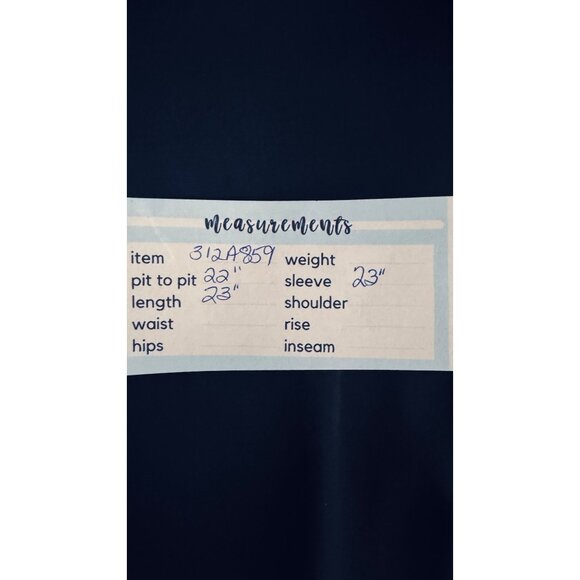 measurements
item 312A859 weight
pit to pit 22" sleeve 23"
length 23" shoulder
waist rise
hips inseam